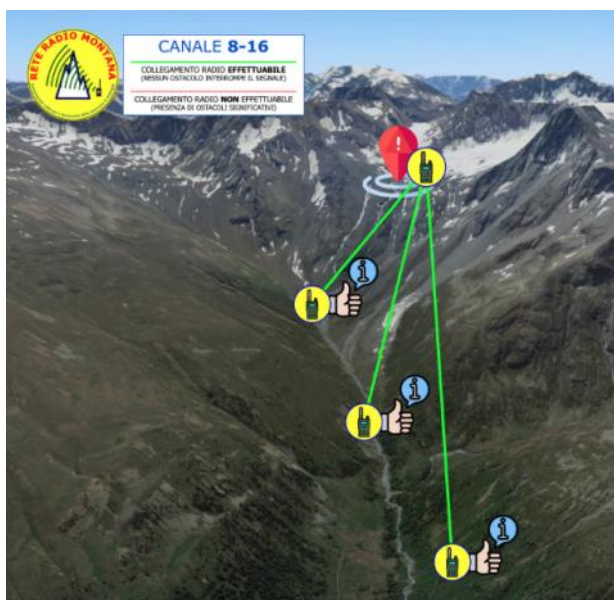 RETE RADIO MONTANA
CANALE 8-16
COLLEGAMENTO RADIO EFFETTUABILE
(NESSUN OSTACOLO INTERROMPE IL SEGNALE)
COLLEGAMENTO RADIO NON EFFETTUABILE
(PRESENZA DI OSTACOLI SIGNIFICATIVI)
!
i
i
i